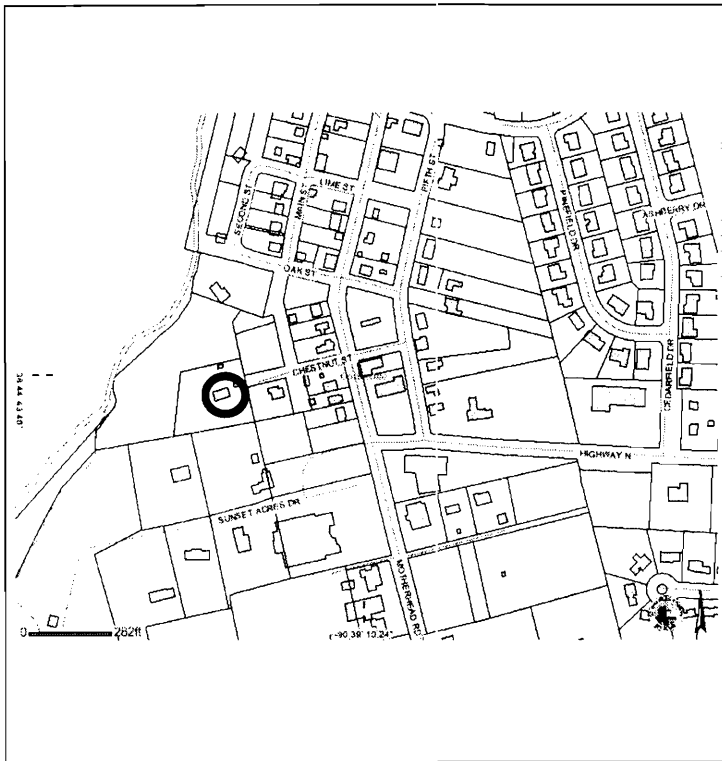 LIME ST
FIFTH ST
SECOND ST
MAIN ST
PINEFIELD DR
ASHBERRY DR
OAK ST
CHESTNUT ST
CEDARFIELD DR
HIGHWAY N
SUNSET ACRES DR
MOTHERHEAD RD
0 282ft
(-90 39' 10.24"